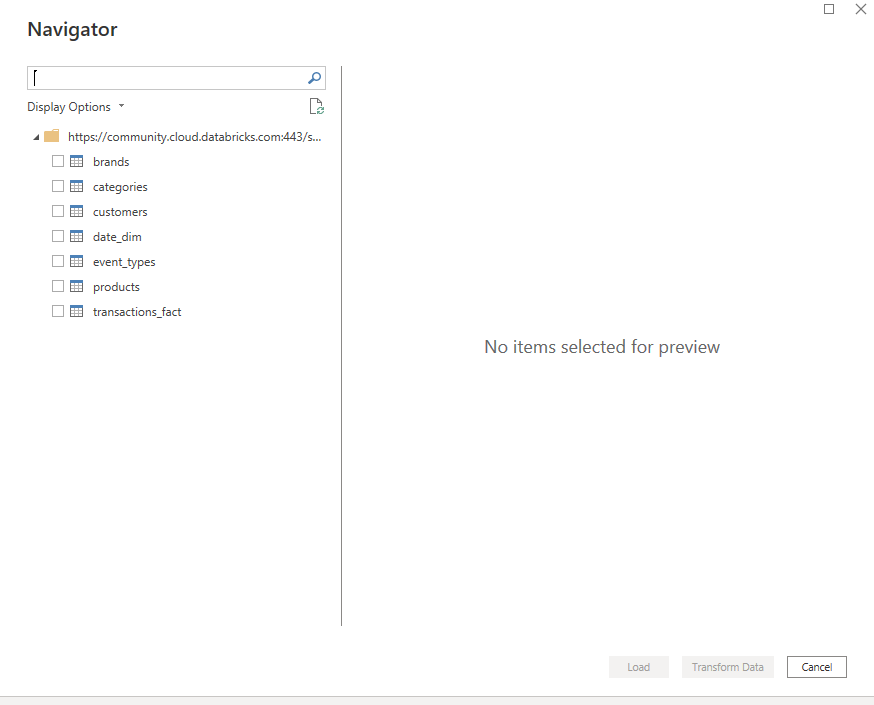 Navigator
Display Options
https://community.cloud.databricks.com:443/s...
brands
categories
customers
date_dim
event_types
products
transactions_fact
No items selected for preview
Load
Transform Data
Cancel